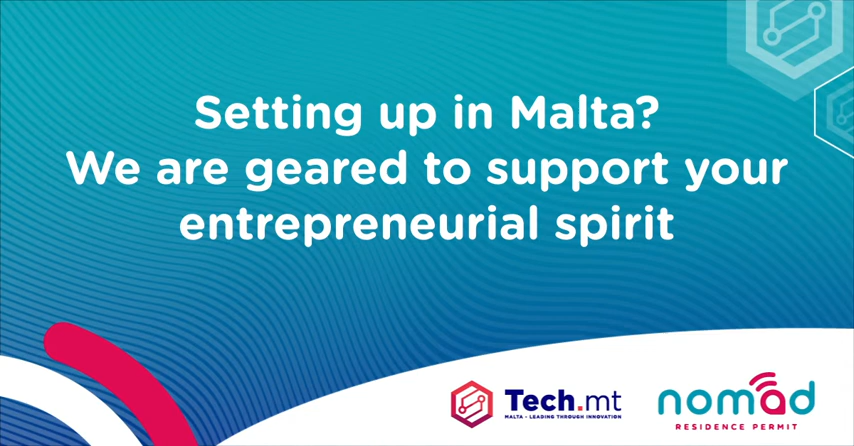 Setting up in Malta?
We are geared to support your
entrepreneurial spirit
Tech.mt
MALTA - LEADING THROUGH INNOVATION
nomad
RESIDENCE PERMIT